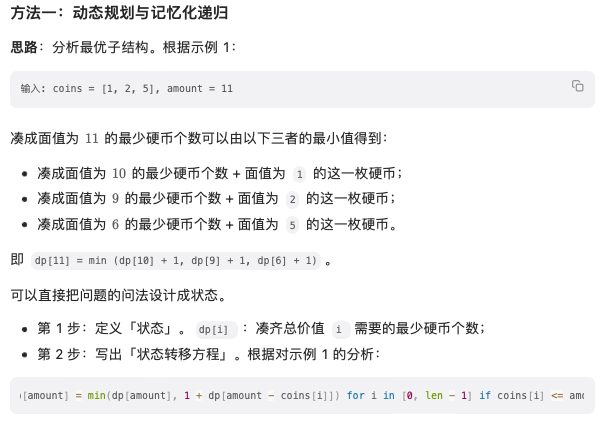 方法一：动态规划与记忆化递归
思路：分析最优子结构。根据示例 1：
输入: coins = [1, 2, 5], amount = 11
凑成面值为 11 的最少硬币个数可以由以下三者的最小值得到：
凑成面值为 10 的最少硬币个数 + 面值为 1 的这一枚硬币；
凑成面值为 9 的最少硬币个数 + 面值为 2 的这一枚硬币；
凑成面值为 6 的最少硬币个数 + 面值为 5 的这一枚硬币。
即 dp[11] = min (dp[10] + 1, dp[9] + 1, dp[6] + 1) 。
可以直接把问题的问法设计成状态。
第 1 步：定义「状态」。 dp[i] ：凑齐总价值 i 需要的最少硬币个数；
第 2 步：写出「状态转移方程」。根据对示例 1 的分析：
[amount] = min(dp[amount], 1 + dp[amount - coins[i]]) for i in [0, len - 1] if coins[i] <=